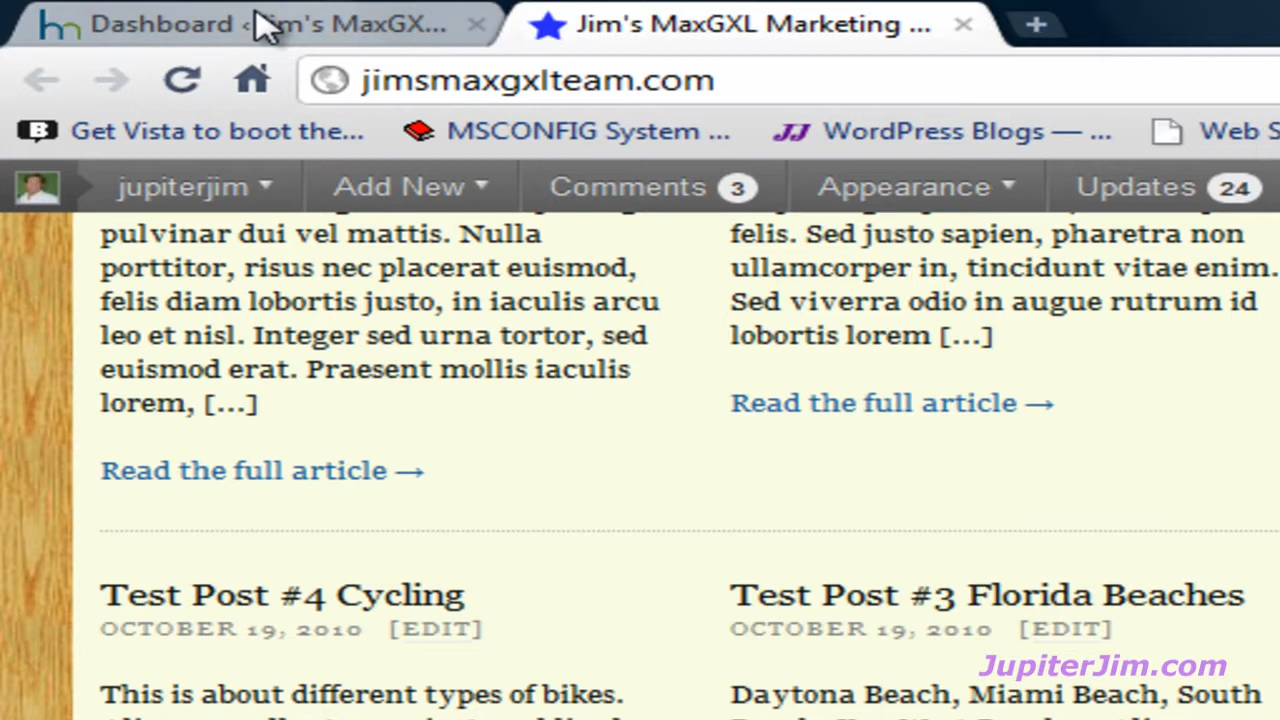 Dashboard ‹ Jim's MaxGX...
Jim's MaxGXL Marketing ...
jimsmaxgxlteam.com
Get Vista to boot the... MSCONFIG System ... JJ WordPress Blogs — ... Web S
jupiterjim Add New Comments 3 Appearance Updates 24
pulvinar dui vel mattis. Nulla
porttitor, risus nec placerat euismod,
felis diam lobortis justo, in iaculis arcu
leo et nisl. Integer sed urna tortor, sed
euismod erat. Praesent mollis iaculis
lorem, [...]
Read the full article →
felis. Sed justo sapien, pharetra non
ullamcorper in, tincidunt vitae enim.
Sed viverra odio in augue rutrum id
lobortis lorem [...]
Read the full article →
Test Post #4 Cycling
OCTOBER 19, 2010 [EDIT]
This is about different types of bikes.
Test Post #3 Florida Beaches
OCTOBER 19, 2010 [EDIT]
Daytona Beach, Miami Beach, South
JupiterJim.com